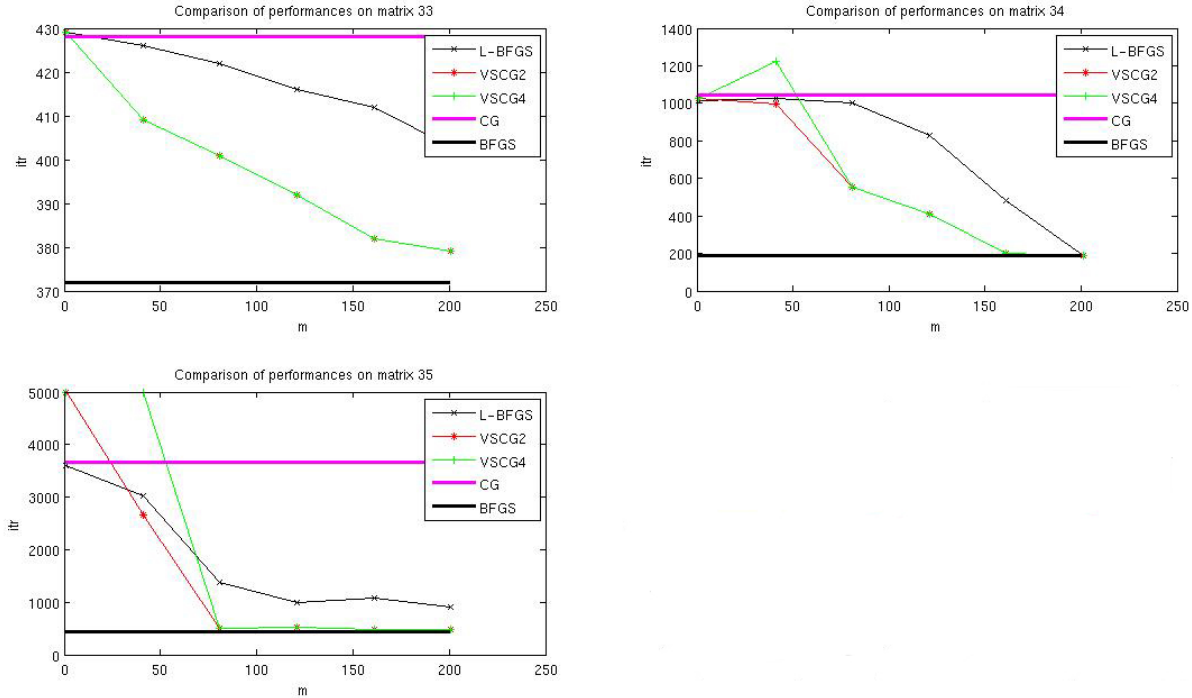 Comparison of performances on matrix 33
430
420
410
400
390
380
370
itr
0
50
100
150
200
250
m
L-BFGS
VSCG2
VSCG4
CG
BFGS
Comparison of performances on matrix 34
1400
1200
1000
800
600
400
200
0
itr
0
50
100
150
200
250
m
L-BFGS
VSCG2
VSCG4
CG
BFGS
Comparison of performances on matrix 35
5000
4000
3000
2000
1000
0
itr
0
50
100
150
200
250
m
L-BFGS
VSCG2
VSCG4
CG
BFGS